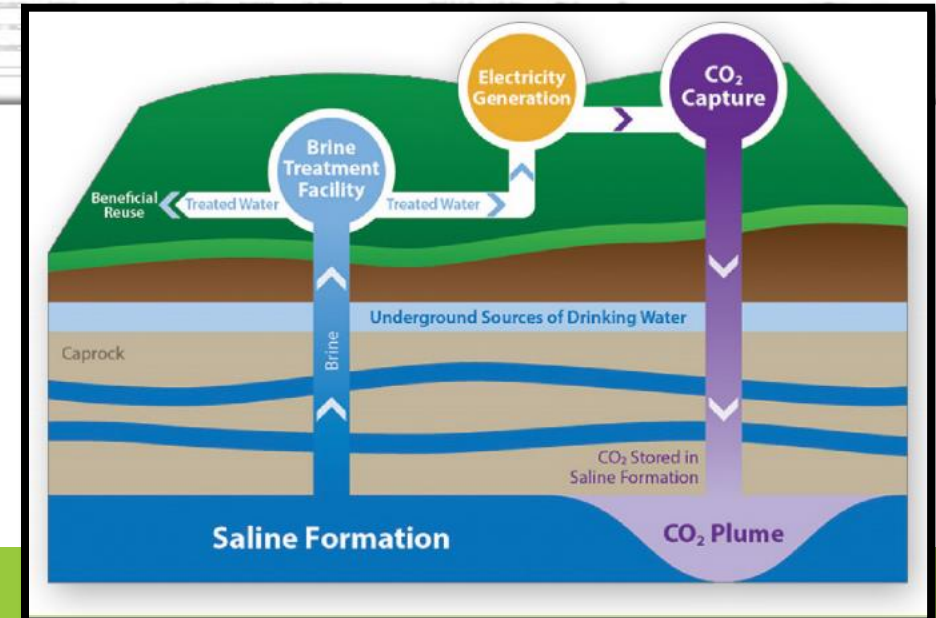 Electricity
Generation
CO₂
Capture
Brine
Treatment
Facility
Beneficial
Reuse
Treated Water
Treated Water
Underground Sources of Drinking Water
Caprock
Brine
CO₂ Stored in
Saline Formation
Saline Formation
CO₂ Plume